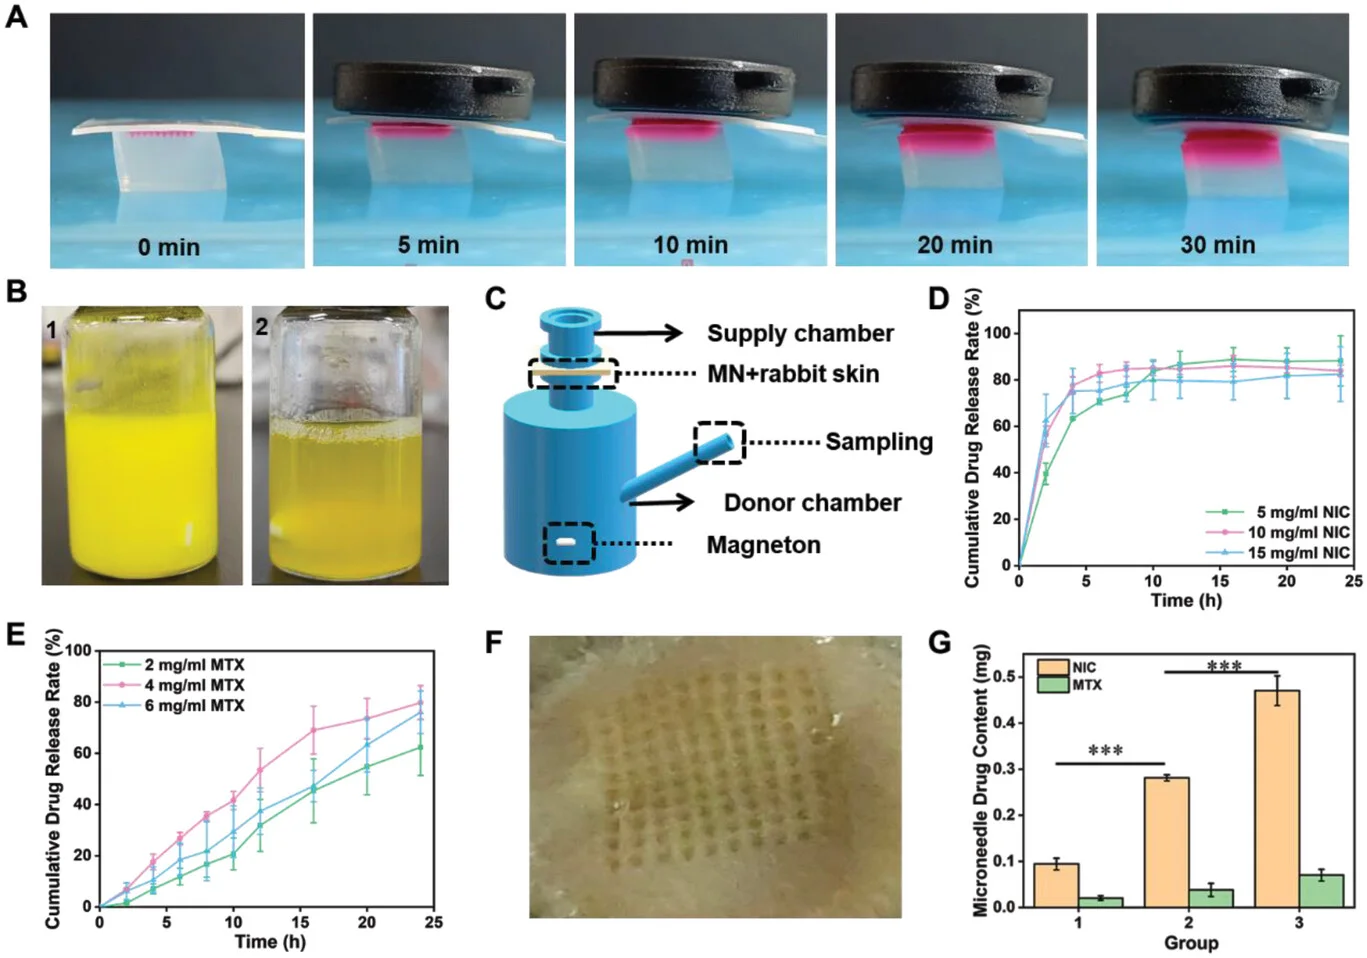 A
0 min
5 min
10 min
20 min
30 min
B
1
2
C
Supply chamber
MN+rabbit skin
Sampling
Donor chamber
Magneton
D
Cumulative Drug Release Rate (%)
100
80
60
40
20
0
5 mg/ml NIC
10 mg/ml NIC
15 mg/ml NIC
0 5 10 15 20 25
Time (h)
E
Cumulative Drug Release Rate (%)
100
80
60
40
20
0
2 mg/ml MTX
4 mg/ml MTX
6 mg/ml MTX
0 5 10 15 20 25
Time (h)
F
G
Microneedle Drug Content (mg)
0.5
0.4
0.3
0.2
0.1
0.0
NIC
MTX
***
***
1 2 3
Group